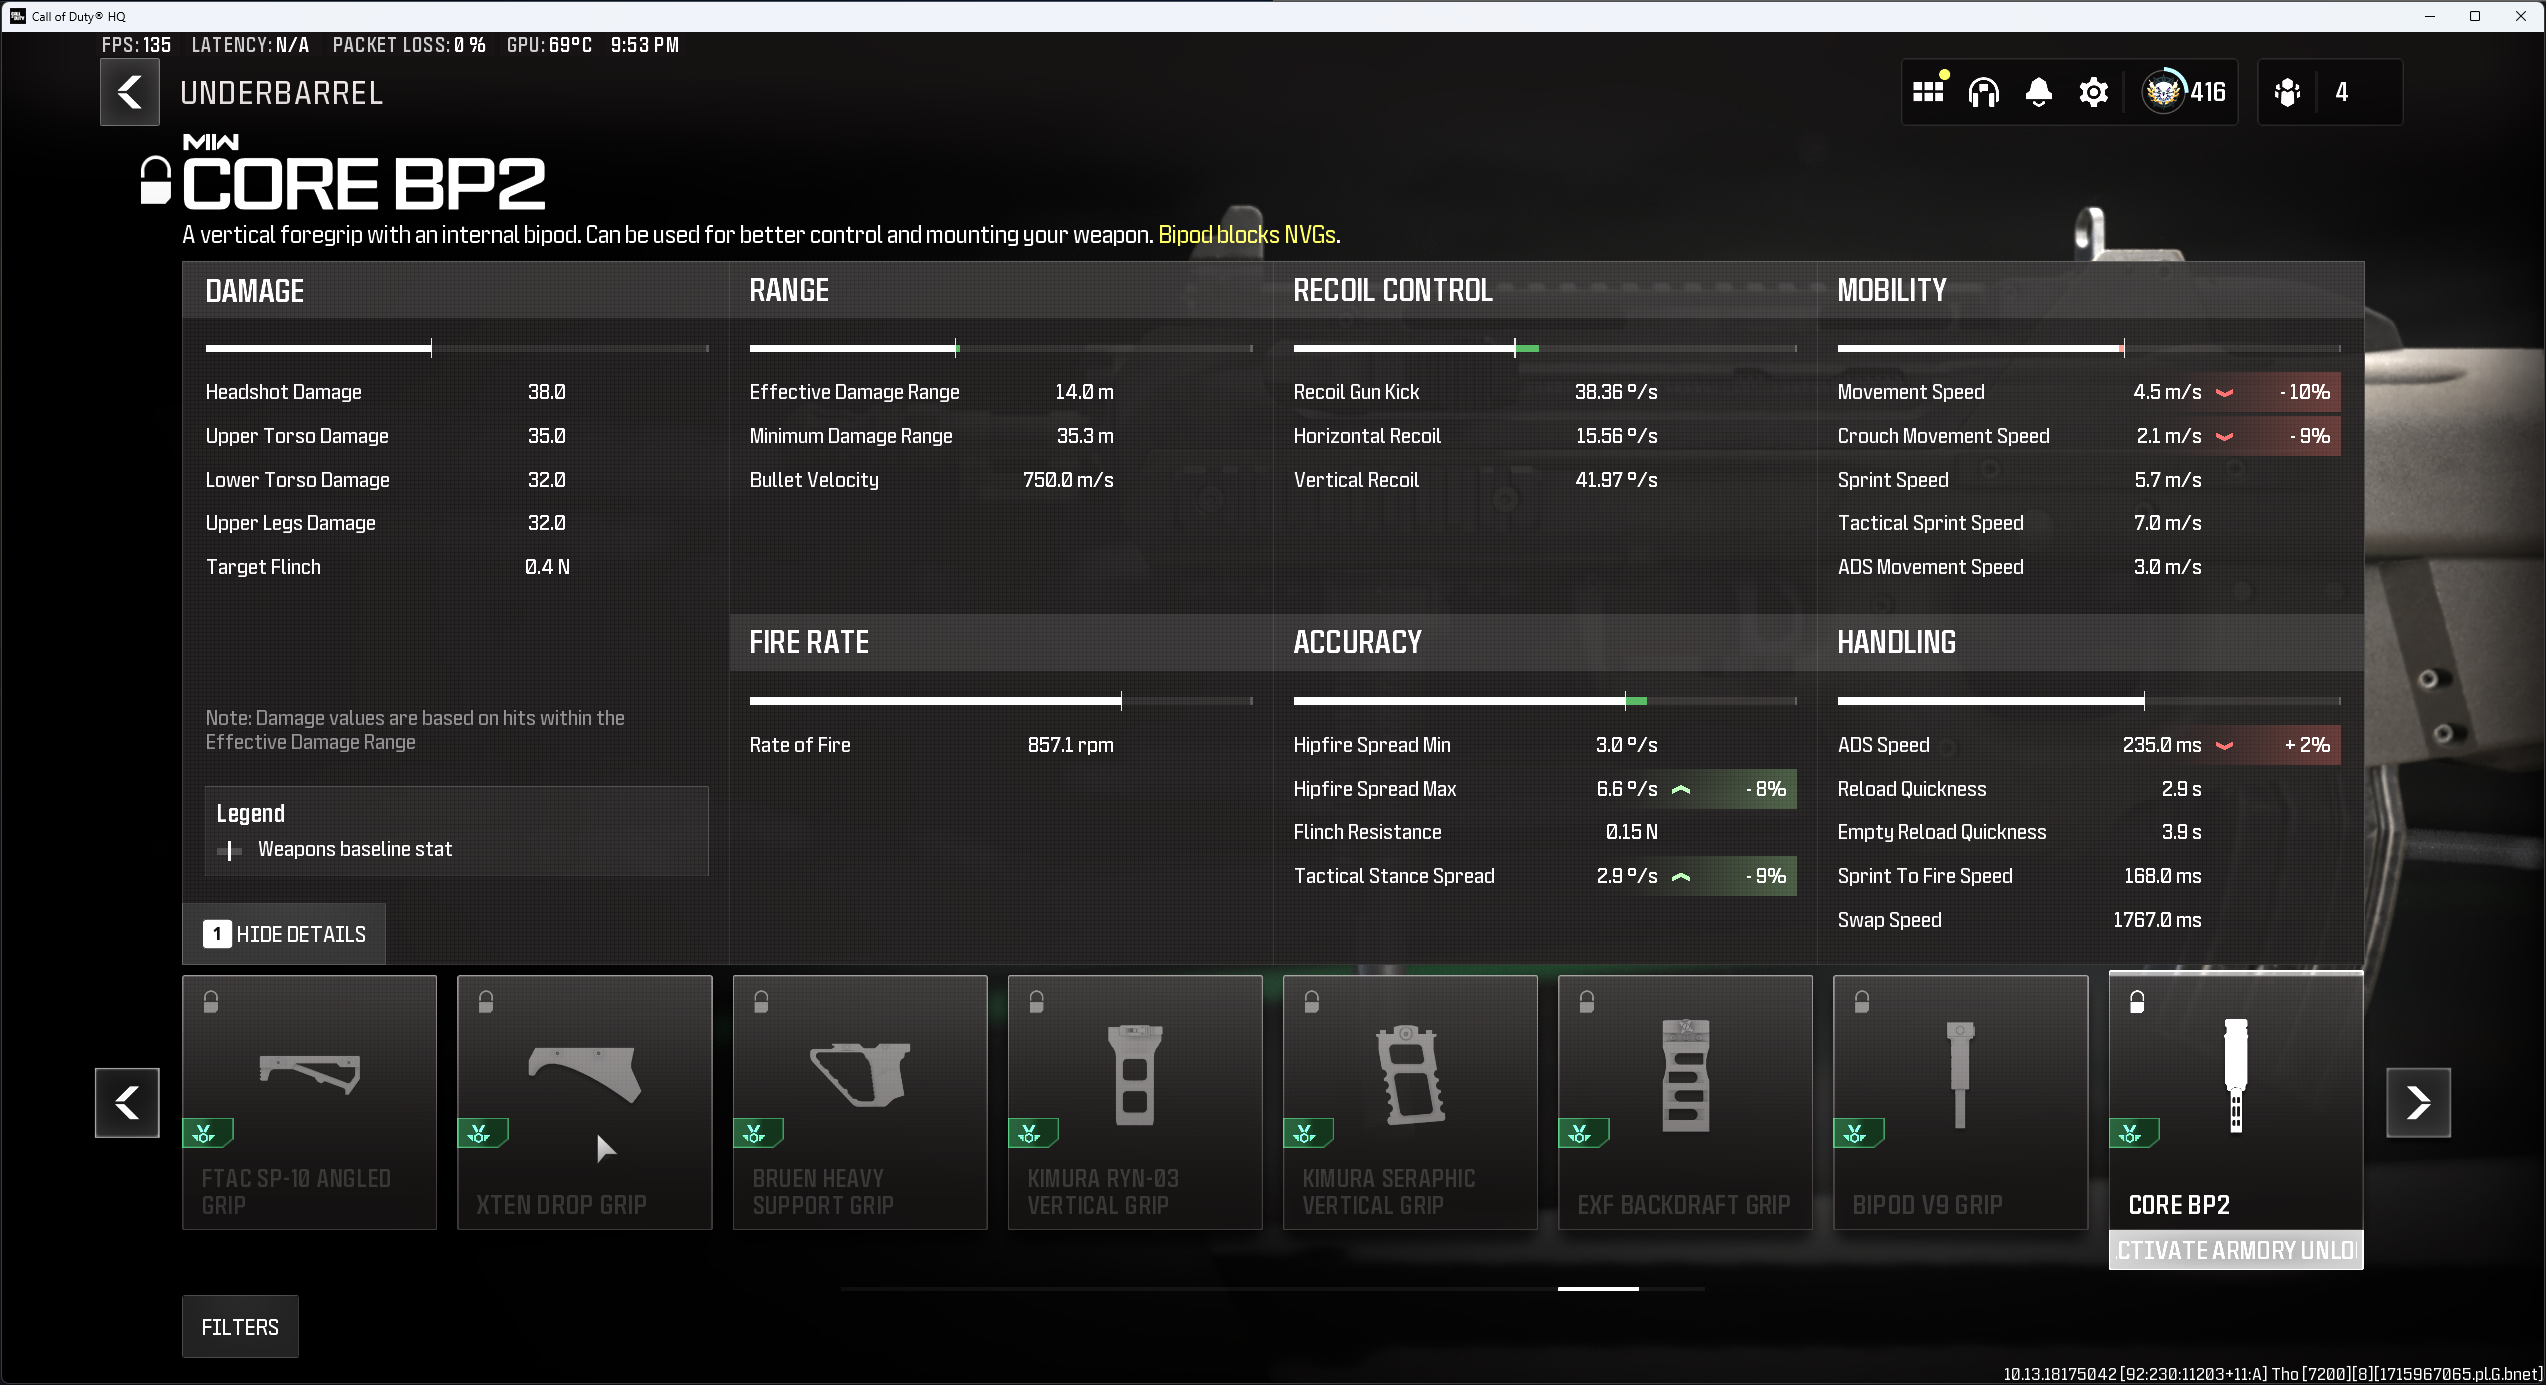 Call of Duty® HQ
FPS: 135 LATENCY: N/A PACKET LOSS: 0 % GPU: 69°C 9:53 PM
UNDERBARREL
416
4
MW
CORE BP2
A vertical foregrip with an internal bipod. Can be used for better control and mounting your weapon. Bipod blocks NVGs.
DAMAGE
Headshot Damage 38.0
Upper Torso Damage 35.0
Lower Torso Damage 32.0
Upper Legs Damage 32.0
Target Flinch 0.4 N
Note: Damage values are based on hits within the
Effective Damage Range
Legend
Weapons baseline stat
1 HIDE DETAILS
RANGE
Effective Damage Range 14.0 m
Minimum Damage Range 35.3 m
Bullet Velocity 750.0 m/s
FIRE RATE
Rate of Fire 857.1 rpm
RECOIL CONTROL
Recoil Gun Kick 38.36 º/s
Horizontal Recoil 15.56 º/s
Vertical Recoil 41.97 º/s
ACCURACY
Hipfire Spread Min 3.0 º/s
Hipfire Spread Max 6.6 º/s - 8%
Flinch Resistance 0.15 N
Tactical Stance Spread 2.9 º/s - 9%
MOBILITY
Movement Speed 4.5 m/s - 10%
Crouch Movement Speed 2.1 m/s - 9%
Sprint Speed 5.7 m/s
Tactical Sprint Speed 7.0 m/s
ADS Movement Speed 3.0 m/s
HANDLING
ADS Speed 235.0 ms + 2%
Reload Quickness 2.9 s
Empty Reload Quickness 3.9 s
Sprint To Fire Speed 168.0 ms
Swap Speed 1767.0 ms
FTAC SP-10 ANGLED
GRIP
XTEN DROP GRIP
BRUEN HEAVY
SUPPORT GRIP
KIMURA RYN-03
VERTICAL GRIP
KIMURA SERAPHIC
VERTICAL GRIP
EXF BACKDRAFT GRIP
BIPOD V9 GRIP
CORE BP2
CTIVATE ARMORY UNLO
FILTERS
10.13.18175042 [92:230:11203+11:A] Tho [7200][8][1715967065.pl.G.bnet]